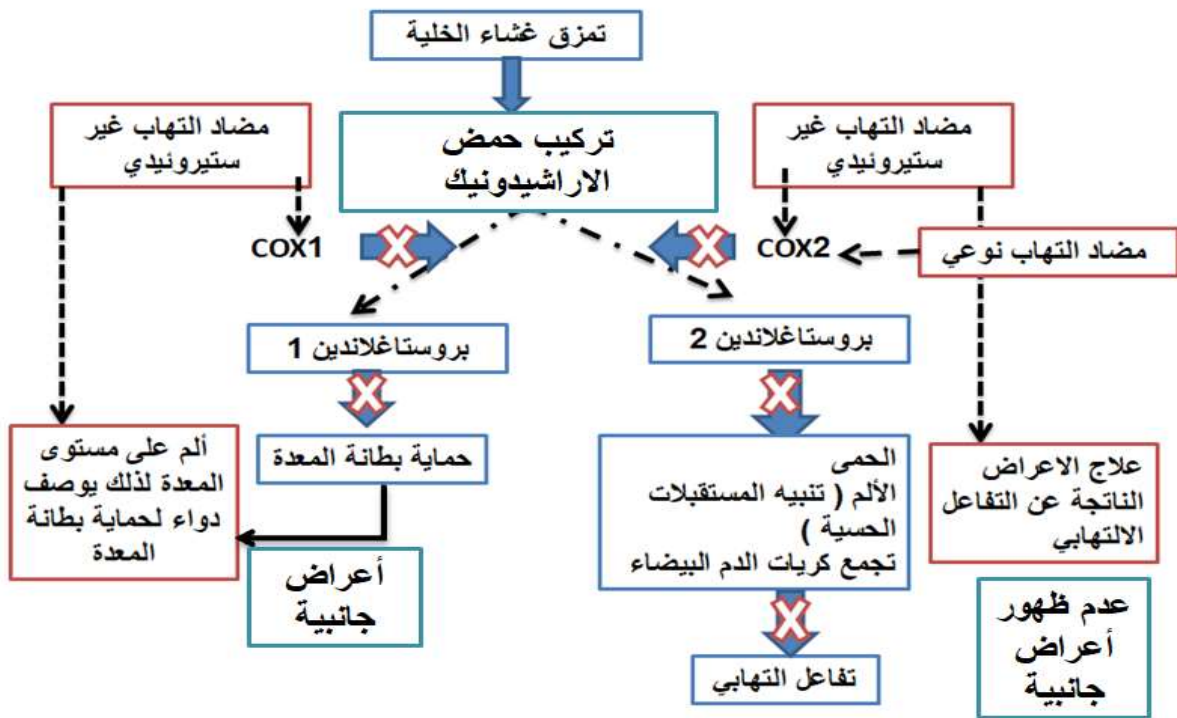 تمزق غشاء الخلية
مضاد التهاب غير
ستيروئيدي
تركيب حمض
الاراشيدونيك
مضاد التهاب غير
ستيروئيدي
COX1
COX2
مضاد التهاب نوعي
بروستاغلاندين 1
بروستاغلاندين 2
ألم على مستوى
المعدة لذلك يوصف
دواء لحماية بطانة
المعدة
حماية بطانة المعدة
الحمى
الألم ( تنبيه المستقبلات
الحسية )
تجمع كريات الدم البيضاء
علاج الاعراض
الناتجة عن التفاعل
الالتهابي
أعراض
جانبية
عدم ظهور
أعراض
جانبية
تفاعل التهابي